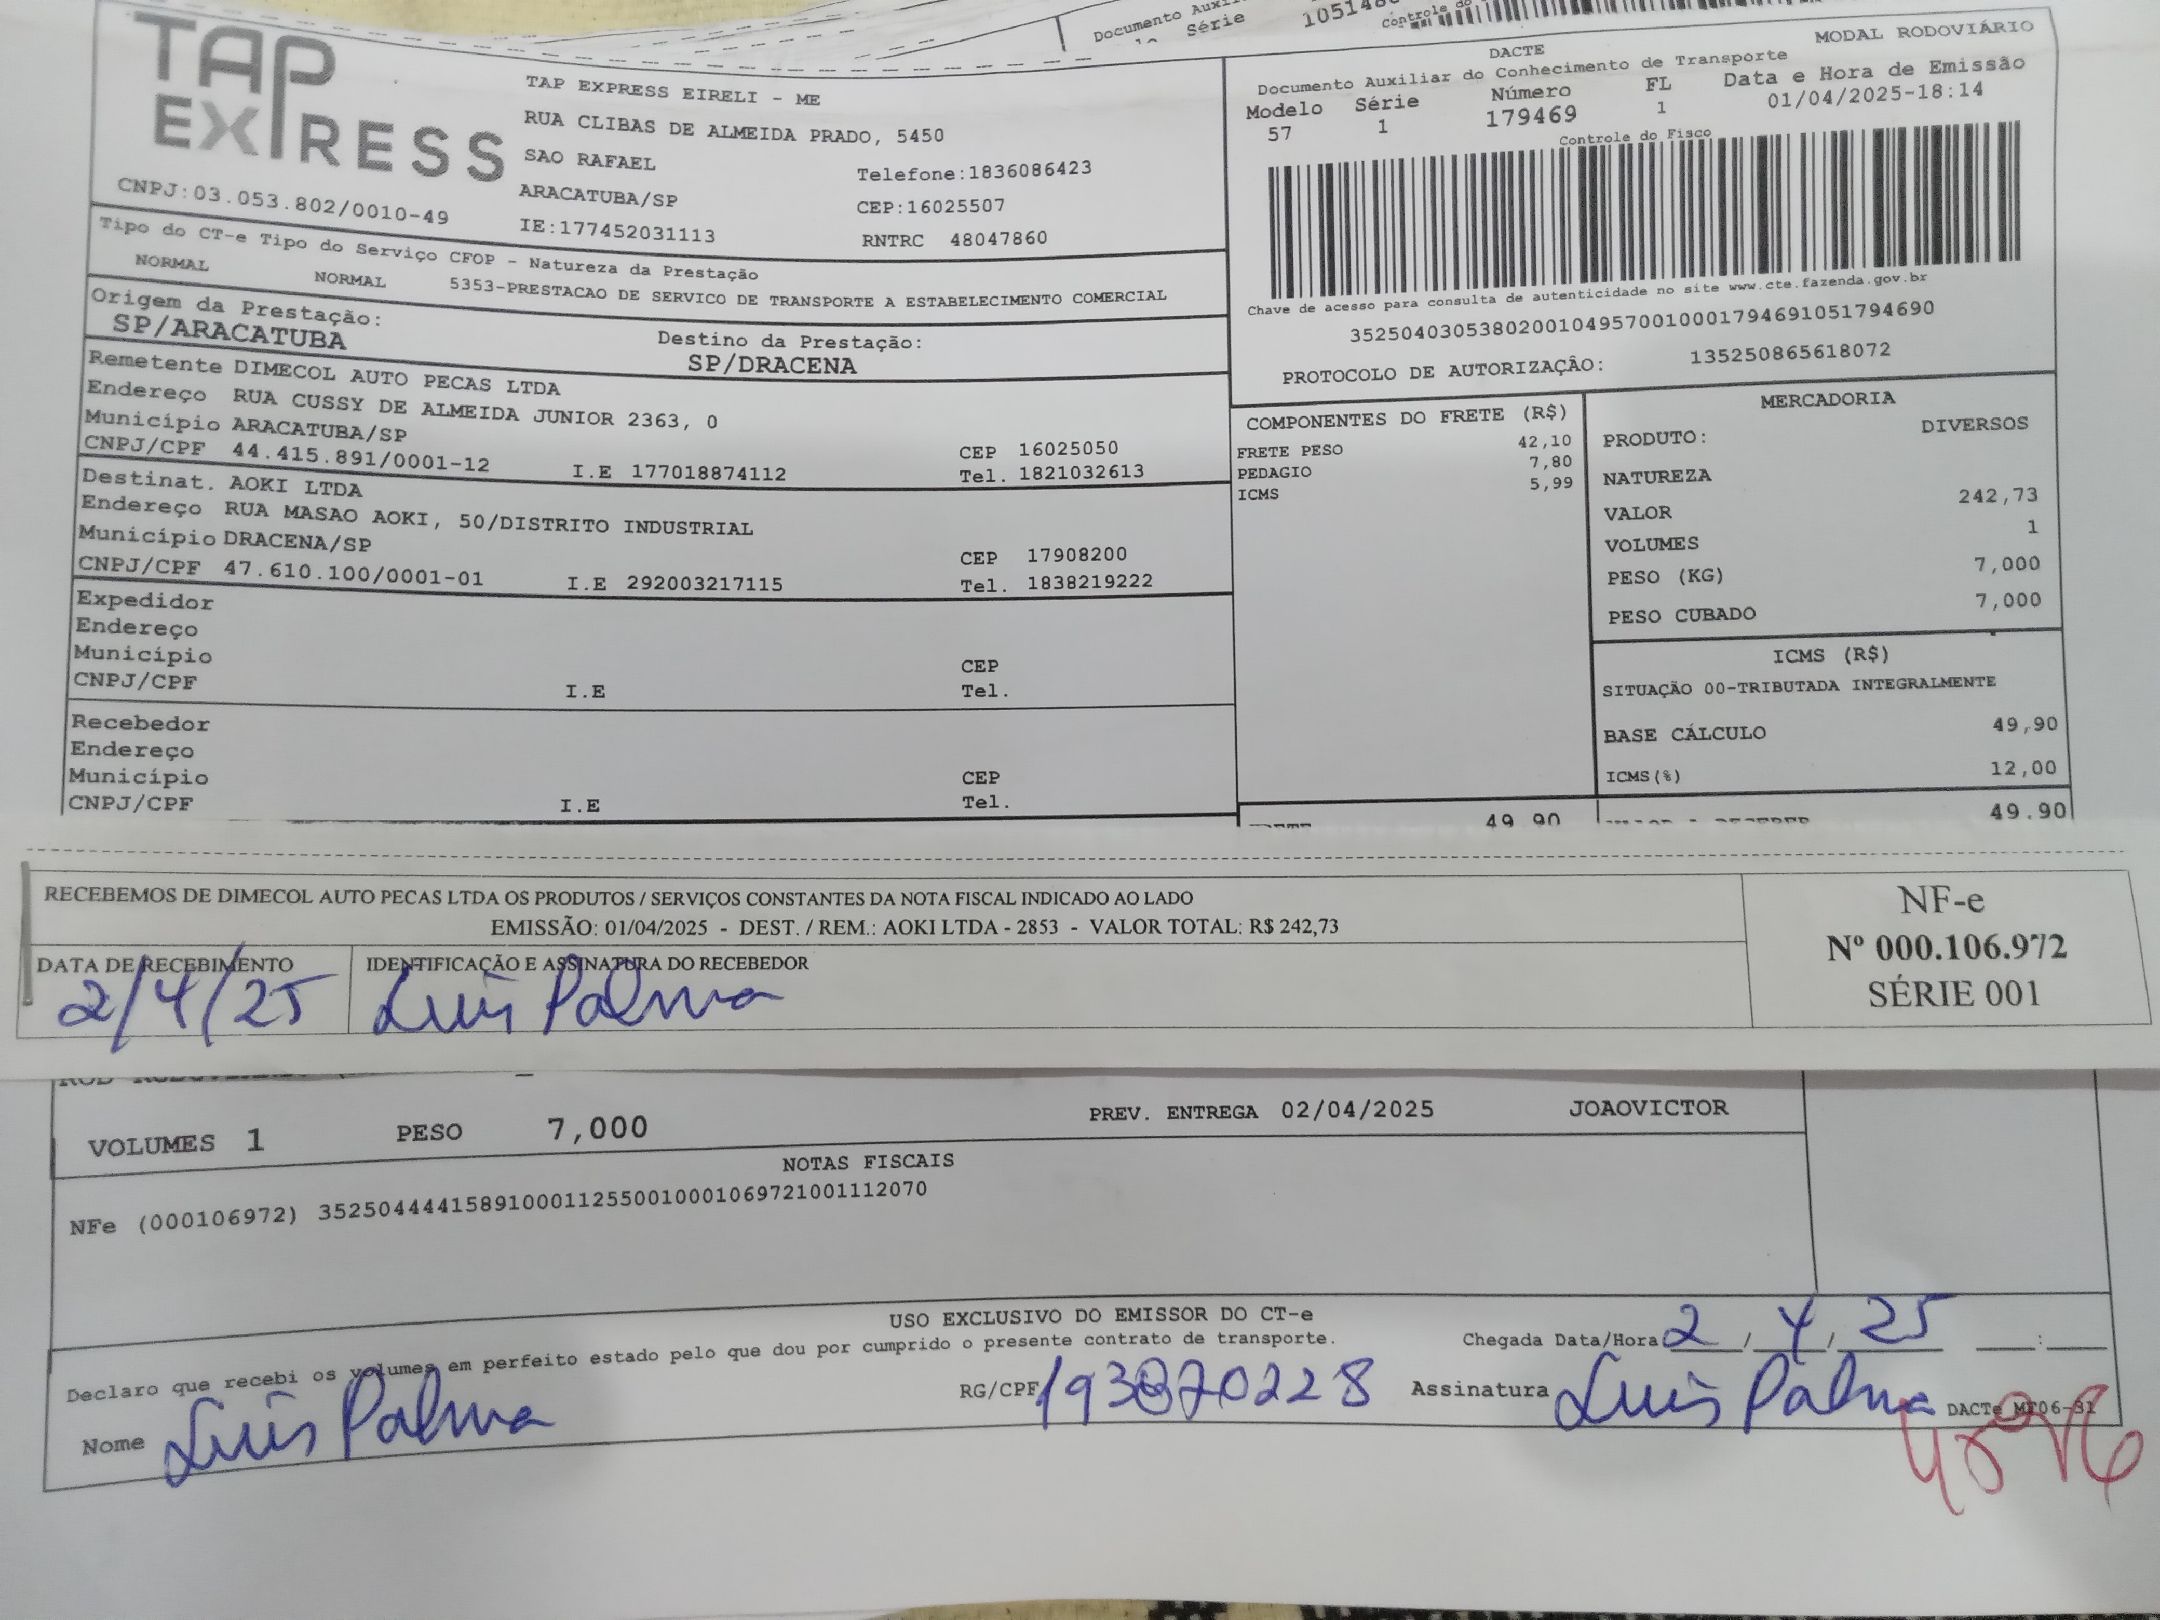 Documento
Série
Controle do
TAP
EXPRESS
CNPJ:03.053.802/0010-49
TAP EXPRESS EIRELI - ME
RUA CLIBAS DE ALMEIDA PRADO, 5450
SAO RAFAEL
Telefone:1836086423
ARACATUBA/SP
CEP:16025507
IE:177452031113
RNTRC 48047860
DACTE
MODAL RODOVIÁRIO
Documento Auxiliar do Conhecimento de Transporte
Modelo Série Número FL Data e Hora de Emissão
57 1 179469 1 01/04/2025-18:14
Controle do Fisco
Chave de acesso para consulta de autenticidade no site www.cte.fazenda.gov.br
35250403053802001049570010001794691051794690
PROTOCOLO DE AUTORIZAÇÂO: 135250865618072
Tipo do CT-e Tipo do Serviço CFOP - Natureza da Prestação
NORMAL NORMAL 5353-PRESTACAO DE SERVICO DE TRANSPORTE A ESTABELECIMENTO COMERCIAL
Origem da Prestação: Destino da Prestação:
SP/ARACATUBA SP/DRACENA
Remetente DIMECOL AUTO PECAS LTDA
Endereço RUA CUSSY DE ALMEIDA JUNIOR 2363, 0
Município ARACATUBA/SP CEP 16025050
CNPJ/CPF 44.415.891/0001-12 I.E 177018874112 Tel. 1821032613
Destinat. AOKI LTDA
Endereço RUA MASAO AOKI, 50/DISTRITO INDUSTRIAL
Município DRACENA/SP CEP 17908200
CNPJ/CPF 47.610.100/0001-01 I.E 292003217115 Tel. 1838219222
Expedidor
Endereço
Município CEP
CNPJ/CPF I.E Tel.
Recebedor
Endereço
Município CEP
CNPJ/CPF I.E Tel.
COMPONENTES DO FRETE (R$)
FRETE PESO 42,10
PEDAGIO 7,80
ICMS 5,99
49,90
MERCADORIA
PRODUTO: DIVERSOS
NATUREZA
VALOR 242,73
VOLUMES 1
PESO (KG) 7,000
PESO CUBADO 7,000
ICMS (R$)
SITUAÇÃO 00-TRIBUTADA INTEGRALMENTE
BASE CÁLCULO 49,90
ICMS(%) 12,00
49.90
RECEBEMOS DE DIMECOL AUTO PECAS LTDA OS PRODUTOS / SERVIÇOS CONSTANTES DA NOTA FISCAL INDICADO AO LADO
EMISSÃO: 01/04/2025 - DEST. / REM.: AOKI LTDA - 2853 - VALOR TOTAL: R$ 242,73
DATA DE RECEBIMENTO IDENTIFICAÇÃO E ASSINATURA DO RECEBEDOR
2/4/25 Luis Palma
NF-e
Nº 000.106.972
SÉRIE 001
VOLUMES 1 PESO 7,000 PREV. ENTREGA 02/04/2025 JOAOVICTOR
NOTAS FISCAIS
NFe (000106972) 35250444415891000112550010001069721001112070
USO EXCLUSIVO DO EMISSOR DO CT-e
Declaro que recebi os volumes em perfeito estado pelo que dou por cumprido o presente contrato de transporte. Chegada Data/Hora 2 / 4 / 25 :
Nome Luis Palma RG/CPF Assinatura Luis Palma DACTe